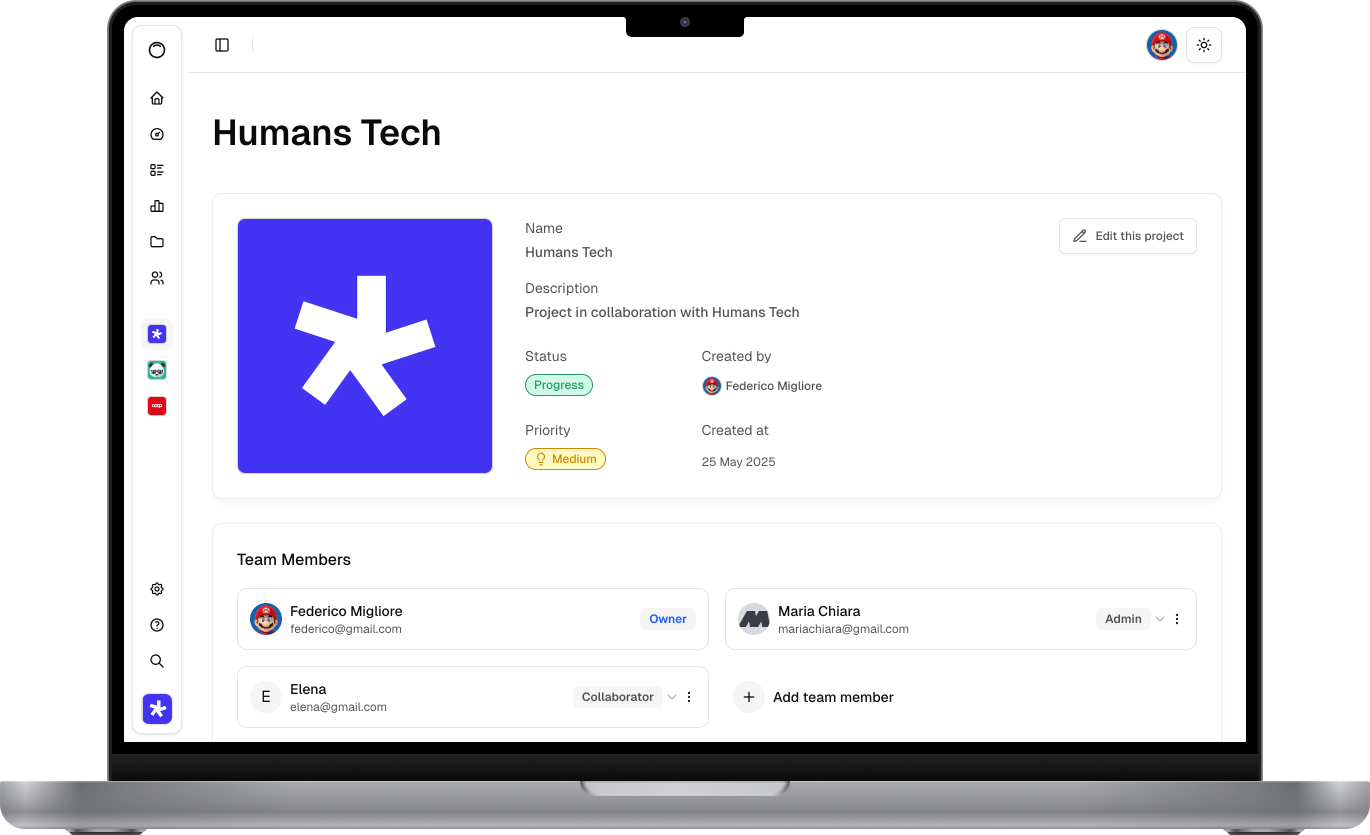 Humans Tech
Name
Humans Tech
Edit this project
Description
Project in collaboration with Humans Tech
Status
Created by
Progress
Federico Migliore
Priority
Created at
Medium
25 May 2025
Team Members
Federico Migliore
federico@gmail.com
Owner
Maria Chiara
mariachiara@gmail.com
Admin
E
Elena
elena@gmail.com
Collaborator
Add team member